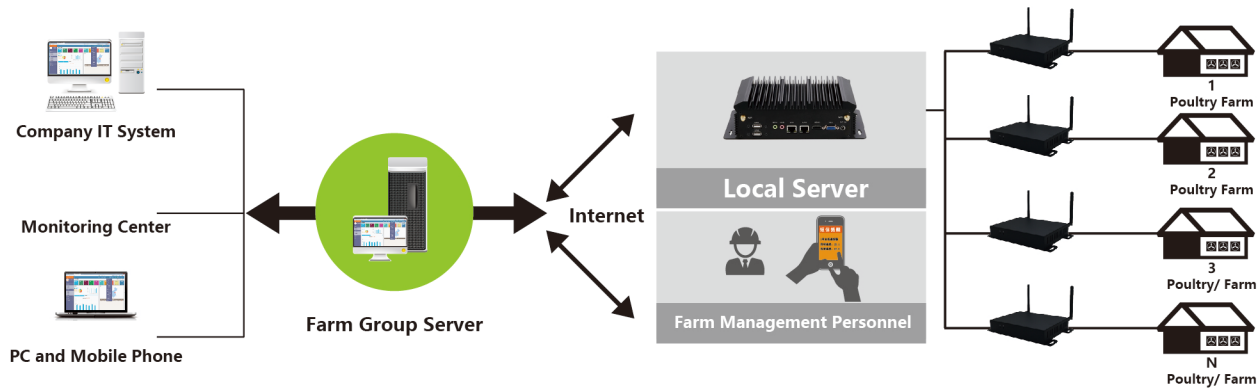 Company IT System
Monitoring Center
PC and Mobile Phone
Farm Group Server
Internet
Local Server
Farm Management Personnel
1
Poultry Farm
2
Poultry Farm
3
Poultry/ Farm
N
Poultry/ Farm